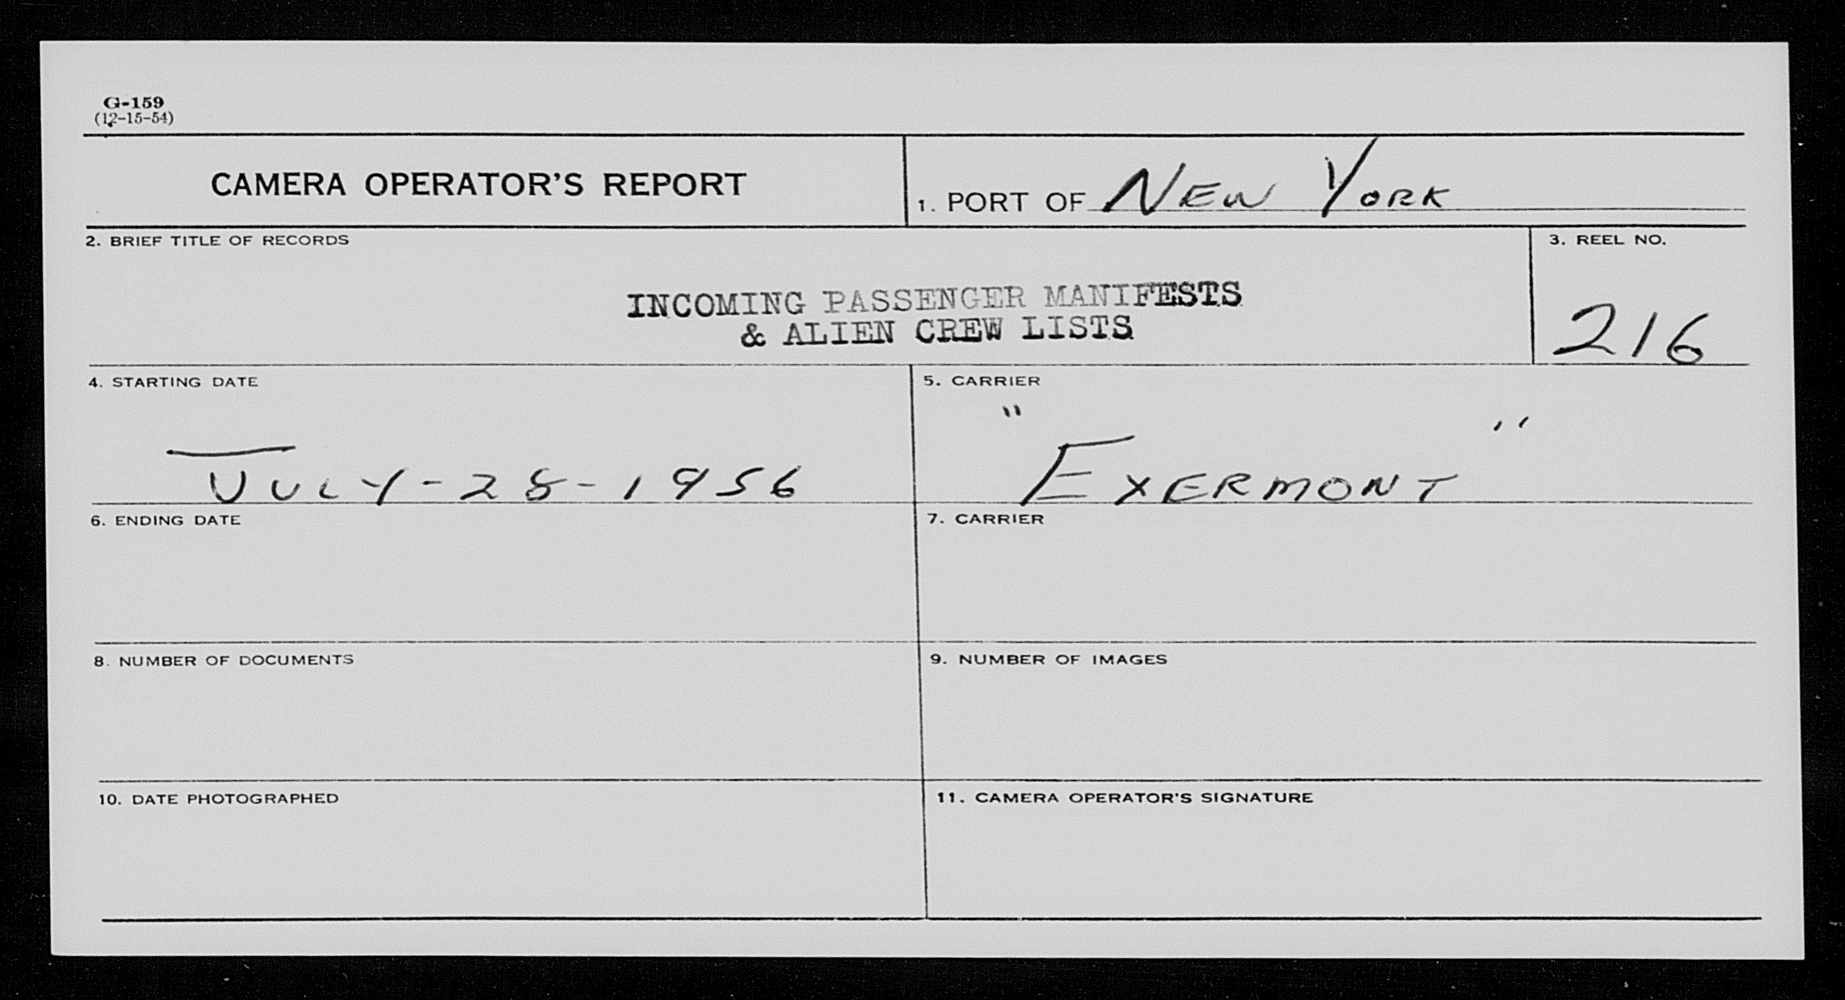 G-159
(12-15-54)
CAMERA OPERATOR'S REPORT
1. PORT OF NEW YORK
2. BRIEF TITLE OF RECORDS
INCOMING PASSENGER MANIFESTS
& ALIEN CREW LISTS
3. REEL NO.
216
4. STARTING DATE
JULY-28-1956
5. CARRIER
"EXERMONT"
6. ENDING DATE
7. CARRIER
8. NUMBER OF DOCUMENTS
9. NUMBER OF IMAGES
10. DATE PHOTOGRAPHED
11. CAMERA OPERATOR'S SIGNATURE